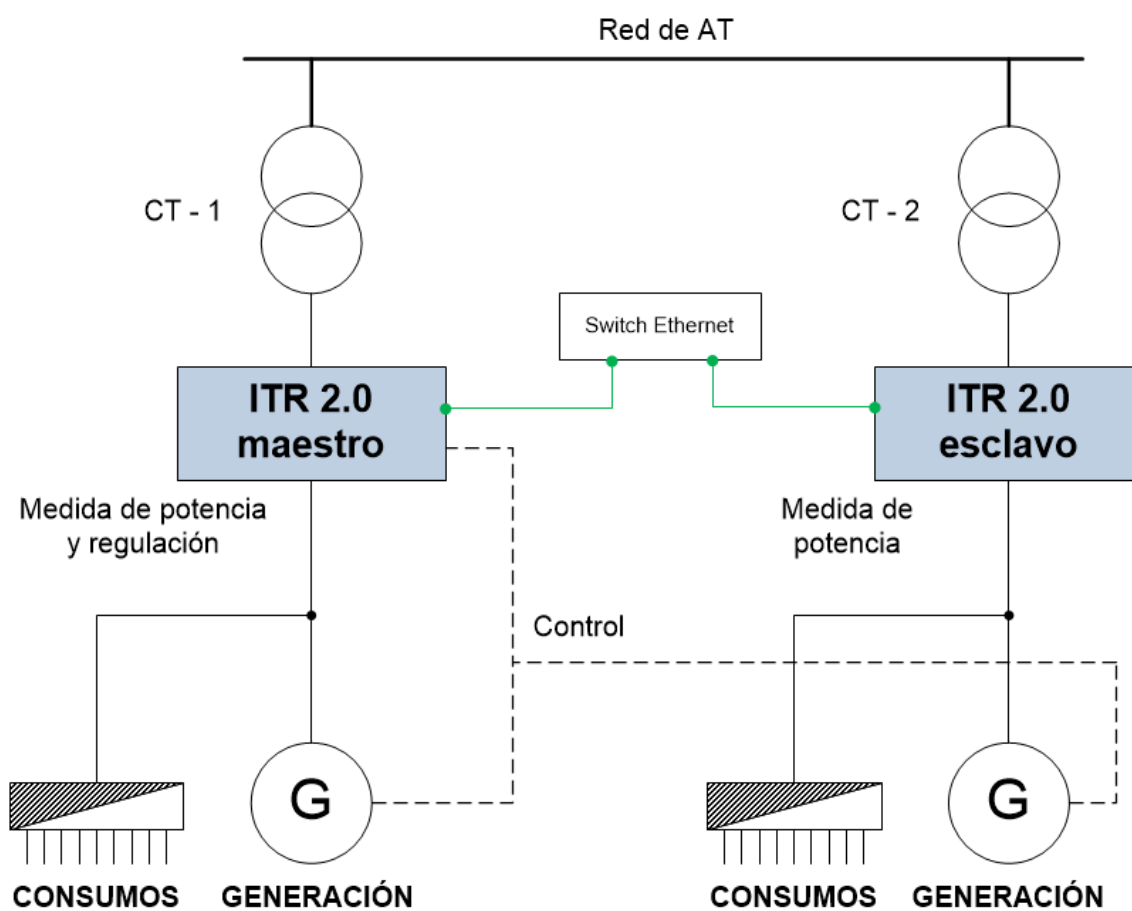 Red de AT
CT - 1
CT - 2
Switch Ethernet
ITR 2.0
maestro
ITR 2.0
esclavo
Medida de potencia
y regulación
Medida de
potencia
Control
G
G
CONSUMOS
GENERACIÓN
CONSUMOS
GENERACIÓN